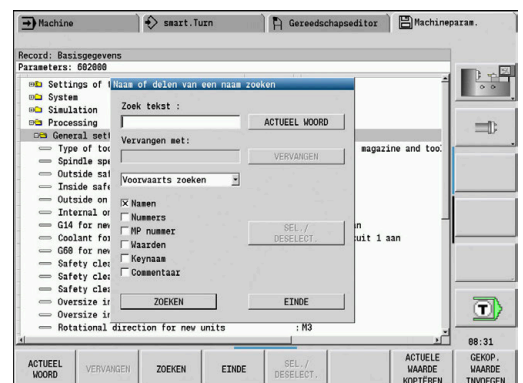 Machine
smart.Turn
Gereedschapseditor
Machineparam.
Record: Basisgegevens
Parameters: 602000
Settings of
System
Simulation
Processing
General sett
Type of too
magazine and too
Spindle spe
Outside saf
Inside safe
Outside on
Internal on
G14 for new
Coolant for
cuit 1 aan
G60 for new
Safety clea
Safety clea
Safety clea
Oversize in
Oversize in
Rotational direction for new units : M3
Naam of delen van een naam zoeken
Zoek tekst :
ACTUEEL WOORD
Vervangen met:
VERVANGEN
Voorwaarts zoeken
Namen
Nummers
MP nummer
Waarden
Keynaam
Commentaar
SEL./
DESELECT.
ZOEKEN
EINDE
T
08:31
ACTUEEL
WOORD
VERVANGEN
ZOEKEN
EINDE
SEL./
DESELECT.
ACTUELE
WAARDE
KOPIËREN
GEKOP.
WAARDE
INVOEGEN